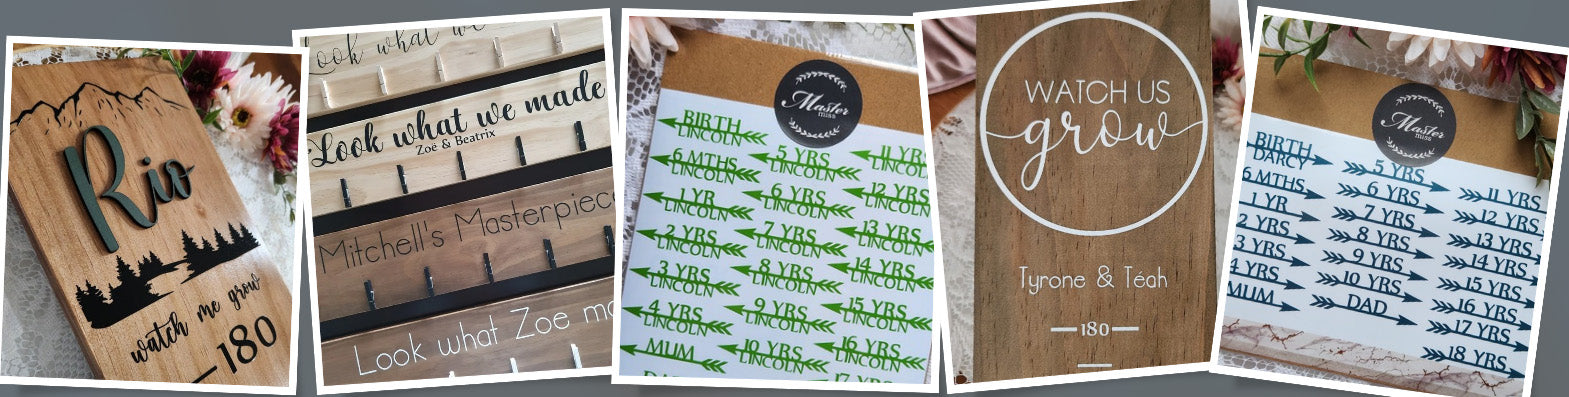 Rio
watch me grow
180
Look what we
Look what we made
Zoë & Beatrix
Mitchell's Masterpiece
Look what Zoe
Master
miss
BIRTH
LINCOLN
6 MTHS
LINCOLN
1 YR
LINCOLN
2 YRS
LINCOLN
3 YRS
LINCOLN
4 YRS
LINCOLN
MUM
5 YRS
LINCOLN
6 YRS
LINCOLN
7 YRS
LINCOLN
8 YRS
LINCOLN
9 YRS
LINCOLN
10 YRS
LINCOLN
11 YRS
LINCOLN
12 YRS
LINCOLN
13 YRS
LINCOLN
14 YRS
LINCOLN
15 YRS
LINCOLN
16 YRS
LINCOLN
17 YRS
WATCH US
grow
Tyrone & Téah
180
Master
miss
BIRTH
DARCY
6 MTHS
1 YR
2 YRS
3 YRS
4 YRS
MUM
5 YRS
6 YRS
7 YRS
8 YRS
9 YRS
10 YRS
DAD
11 YRS
12 YRS
13 YRS
14 YRS
15 YRS
16 YRS
17 YRS
18 YRS